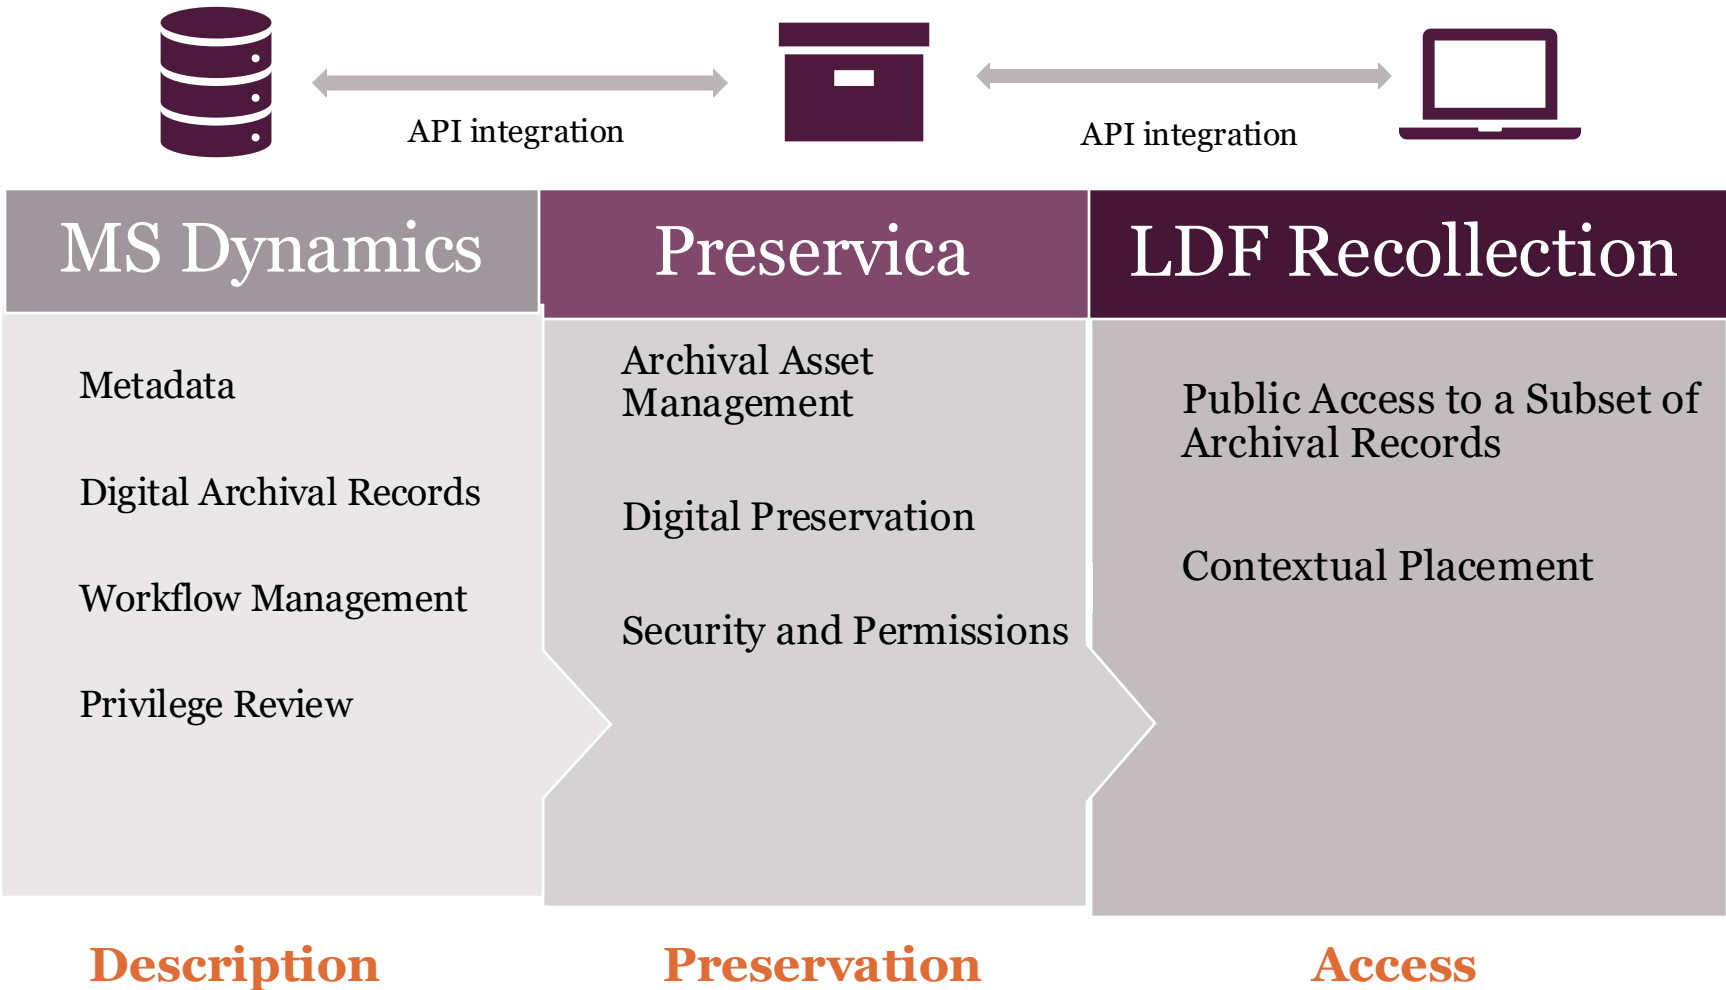 API integration
API integration
MS Dynamics
Preservica
LDF Recollection
Metadata
Digital Archival Records
Workflow Management
Privilege Review
Archival Asset
Management
Digital Preservation
Security and Permissions
Public Access to a Subset of
Archival Records
Contextual Placement
Description
Preservation
Access